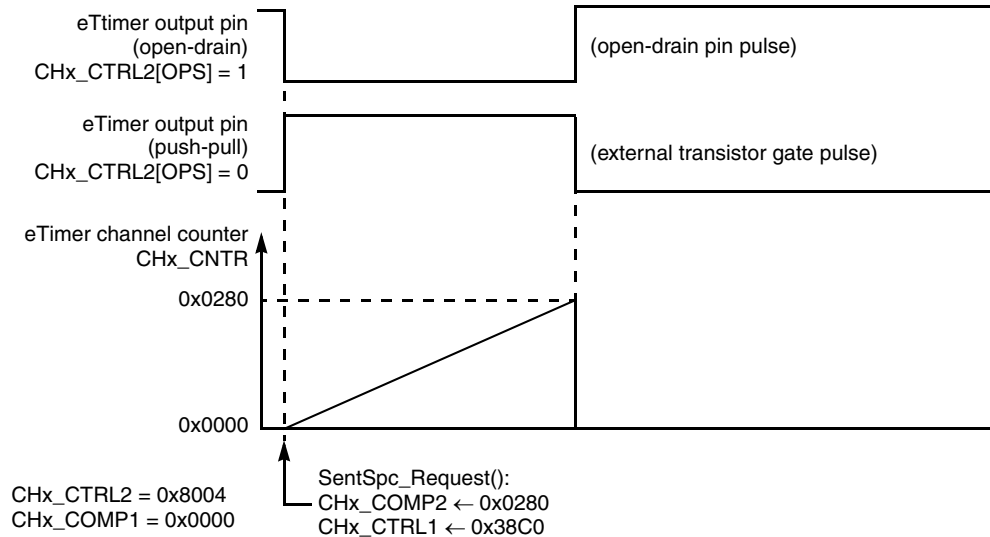 eTtimer output pin
(open-drain)
CHx_CTRL2[OPS] = 1
(open-drain pin pulse)
eTimer output pin
(push-pull)
CHx_CTRL2[OPS] = 0
(external transistor gate pulse)
eTimer channel counter
CHx_CNTR
0x0280
0x0000
CHx_CTRL2 = 0x8004
CHx_COMP1 = 0x0000
SentSpc_Request():
CHx_COMP2 ← 0x0280
CHx_CTRL1 ← 0x38C0